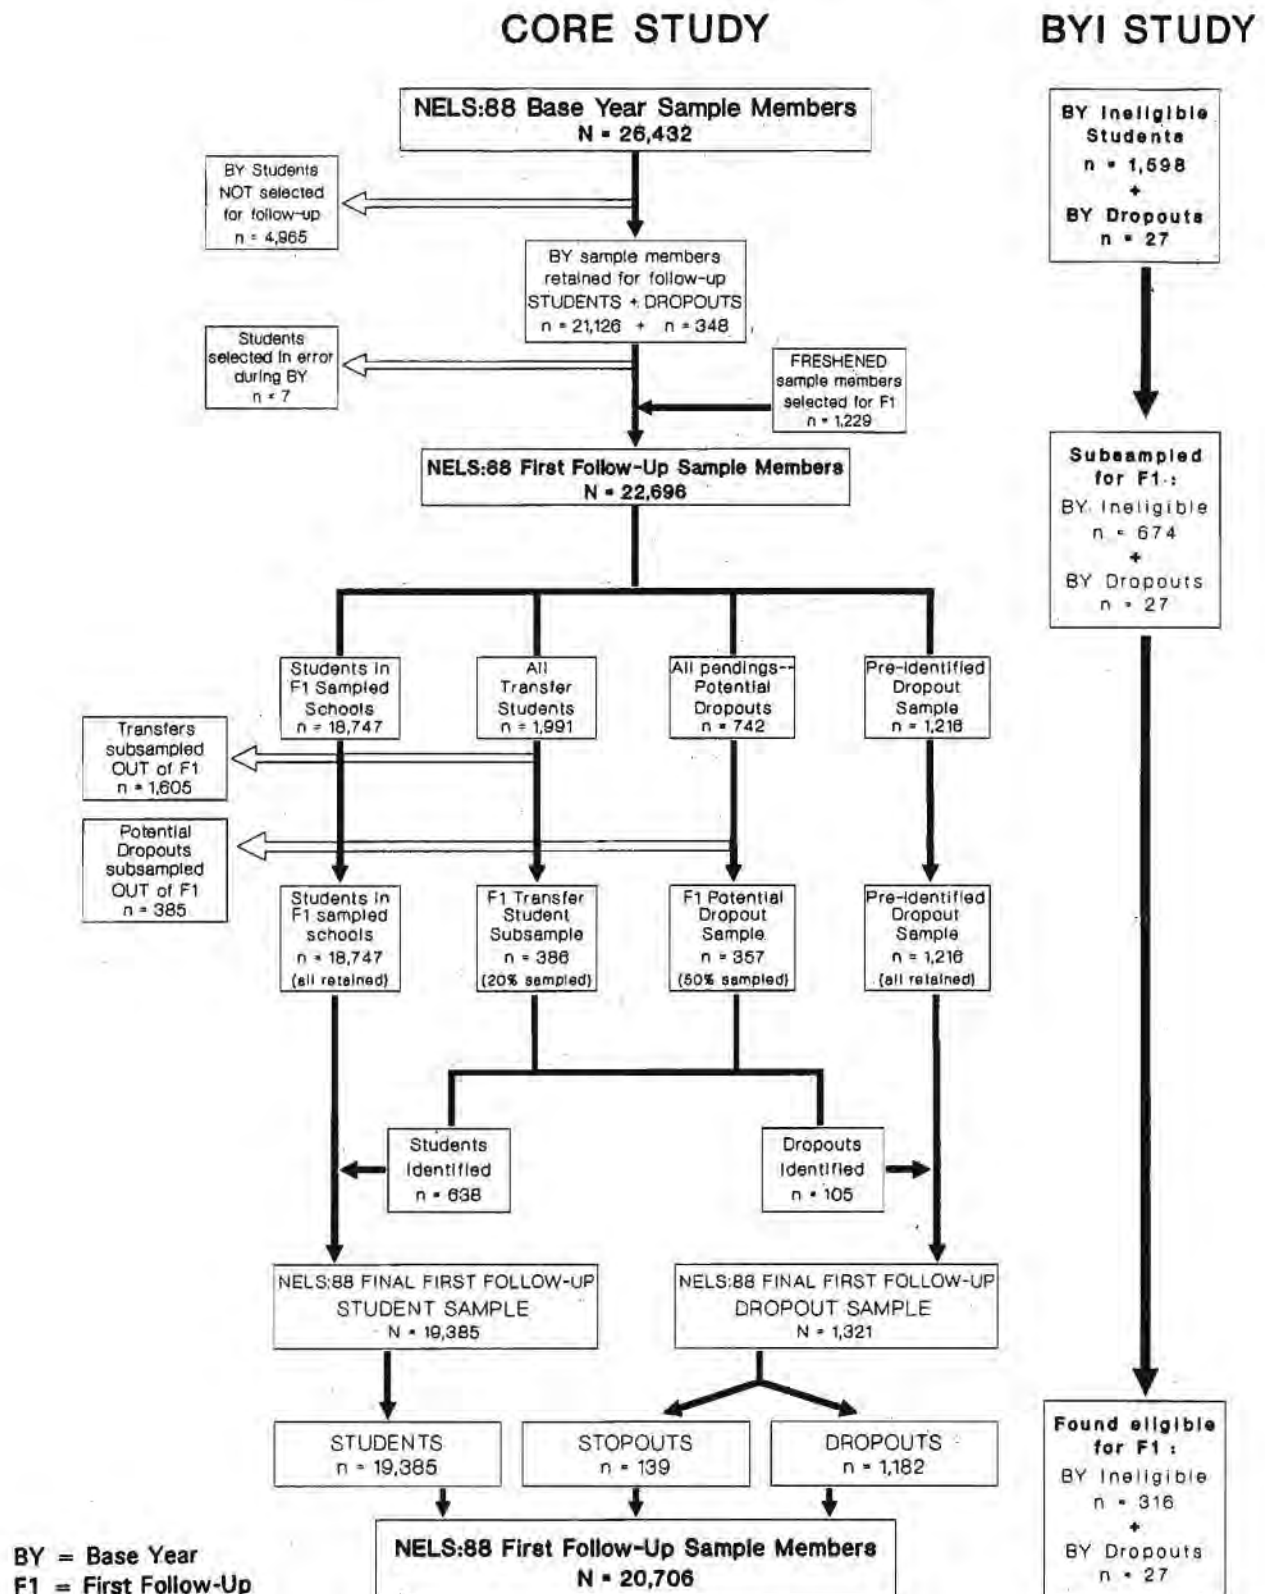 CORE STUDY
BYI STUDY
NELS:88 Base Year Sample Members
N = 26,432
BY Ineligible
Students
n = 1,598
+
BY Dropouts
n = 27
BY Students
NOT selected
for follow-up
n = 4,965
BY sample members
retained for follow-up
STUDENTS + DROPOUTS
n = 21,126 + n = 348
Students
selected in error
during BY
n = 7
FRESHENED
sample members
selected for F1
n = 1,229
NELS:88 First Follow-Up Sample Members
N = 22,696
Subsampled
for F1 :
BY Ineligible
n = 674
+
BY Dropouts
n = 27
Students in
F1 Sampled
Schools
n = 18,747
All
Transfer
Students
n = 1,991
All pendings--
Potential
Dropouts
n = 742
Pre-identified
Dropout
Sample
n = 1,216
Transfers
subsampled
OUT of F1
n = 1,605
Potential
Dropouts
subsampled
OUT of F1
n = 385
Students in
F1 sampled
schools
n = 18,747
(all retained)
F1 Transfer
Student
Subsample
n = 386
(20% sampled)
F1 Potential
Dropout
Sample
n = 357
(50% sampled)
Pre-identified
Dropout
Sample
n = 1,216
(all retained)
Students
Identified
n = 638
Dropouts
Identified
n = 105
NELS:88 FINAL FIRST FOLLOW-UP
STUDENT SAMPLE
N = 19,385
NELS:88 FINAL FIRST FOLLOW-UP
DROPOUT SAMPLE
N = 1,321
STUDENTS
n = 19,385
STOPOUTS
n = 139
DROPOUTS
n = 1,182
Found eligible
for F1 :
BY Ineligible
n = 316
+
BY Dropouts
n = 27
NELS:88 First Follow-Up Sample Members
N = 20,706
BY = Base Year
F1 = First Follow-Up